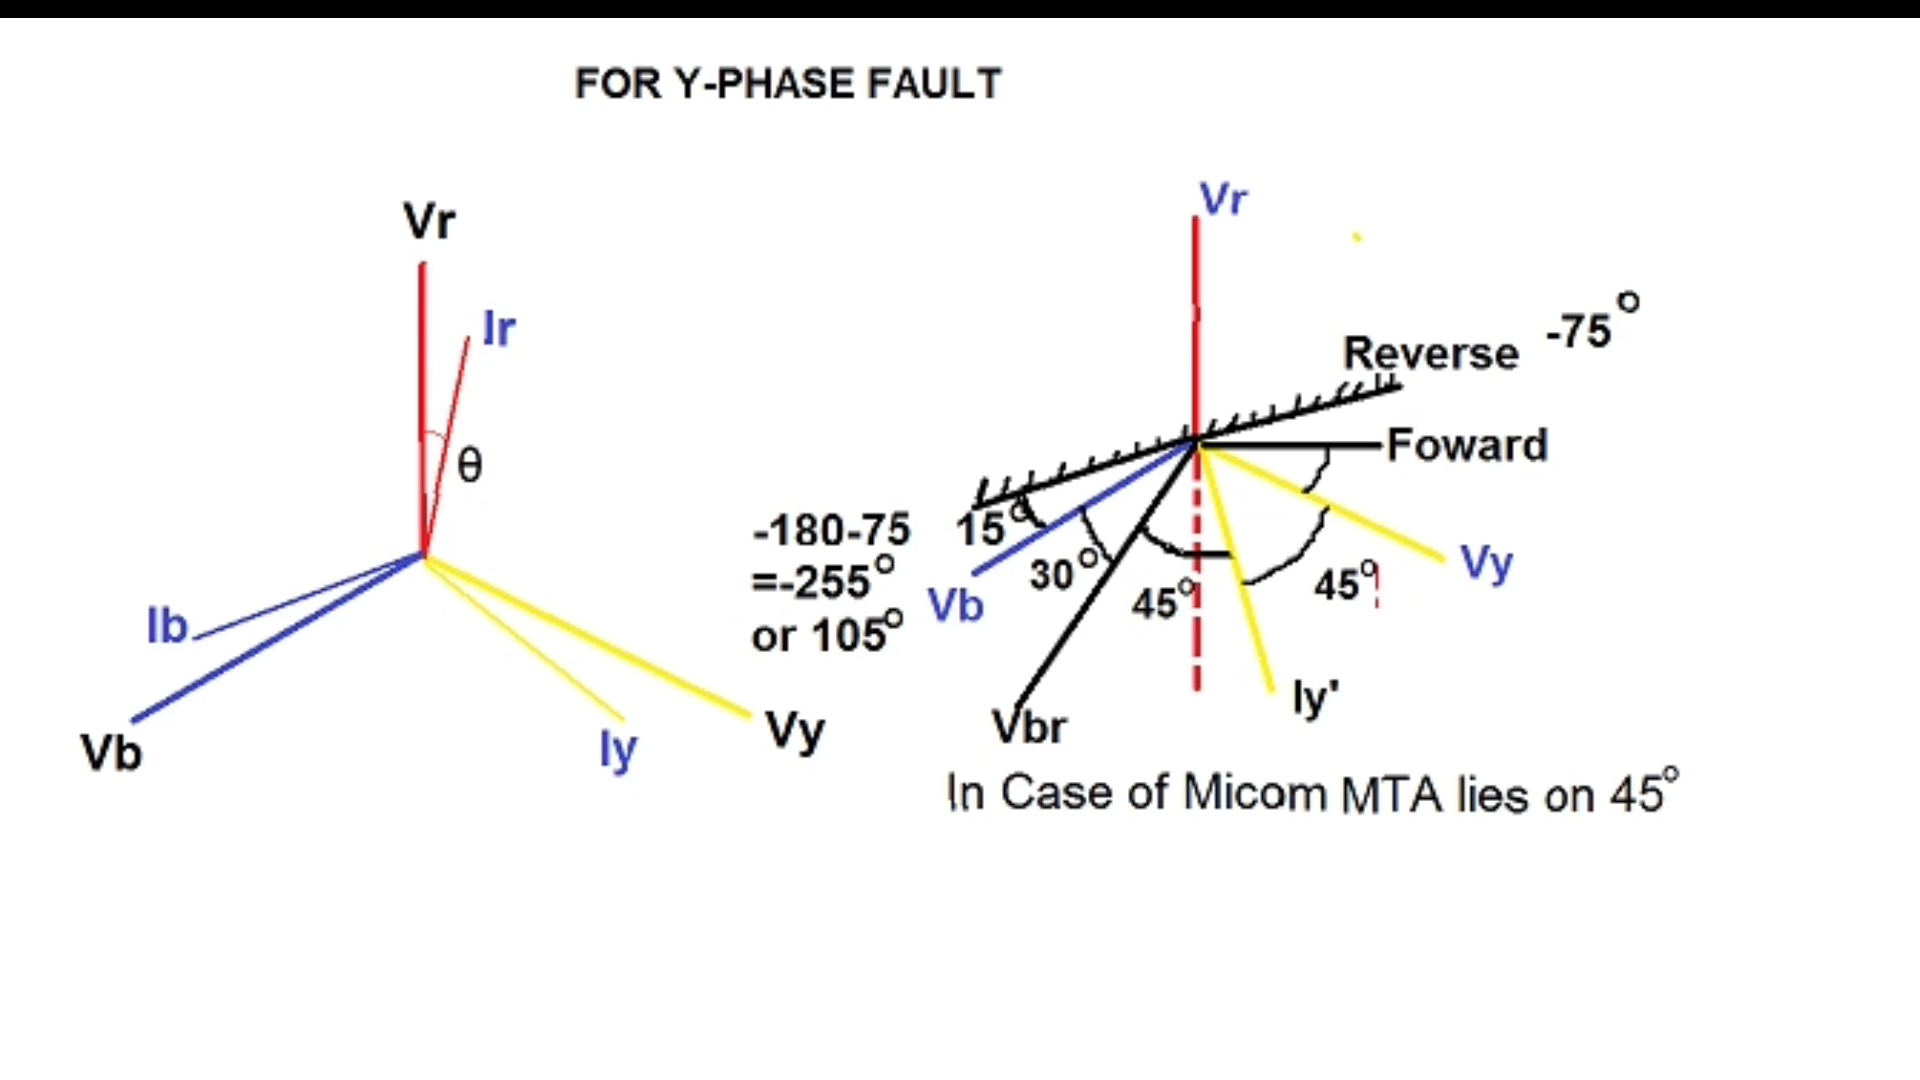 FOR Y-PHASE FAULT
Vr
Ir
θ
Ib
Vb
Iy
Vy
Vr
Reverse -75°
Foward
-180-75
=-255°
or 105°
15°
Vb
30°
45°
45°
Vy
Iy'
Vbr
In Case of Micom MTA lies on 45°